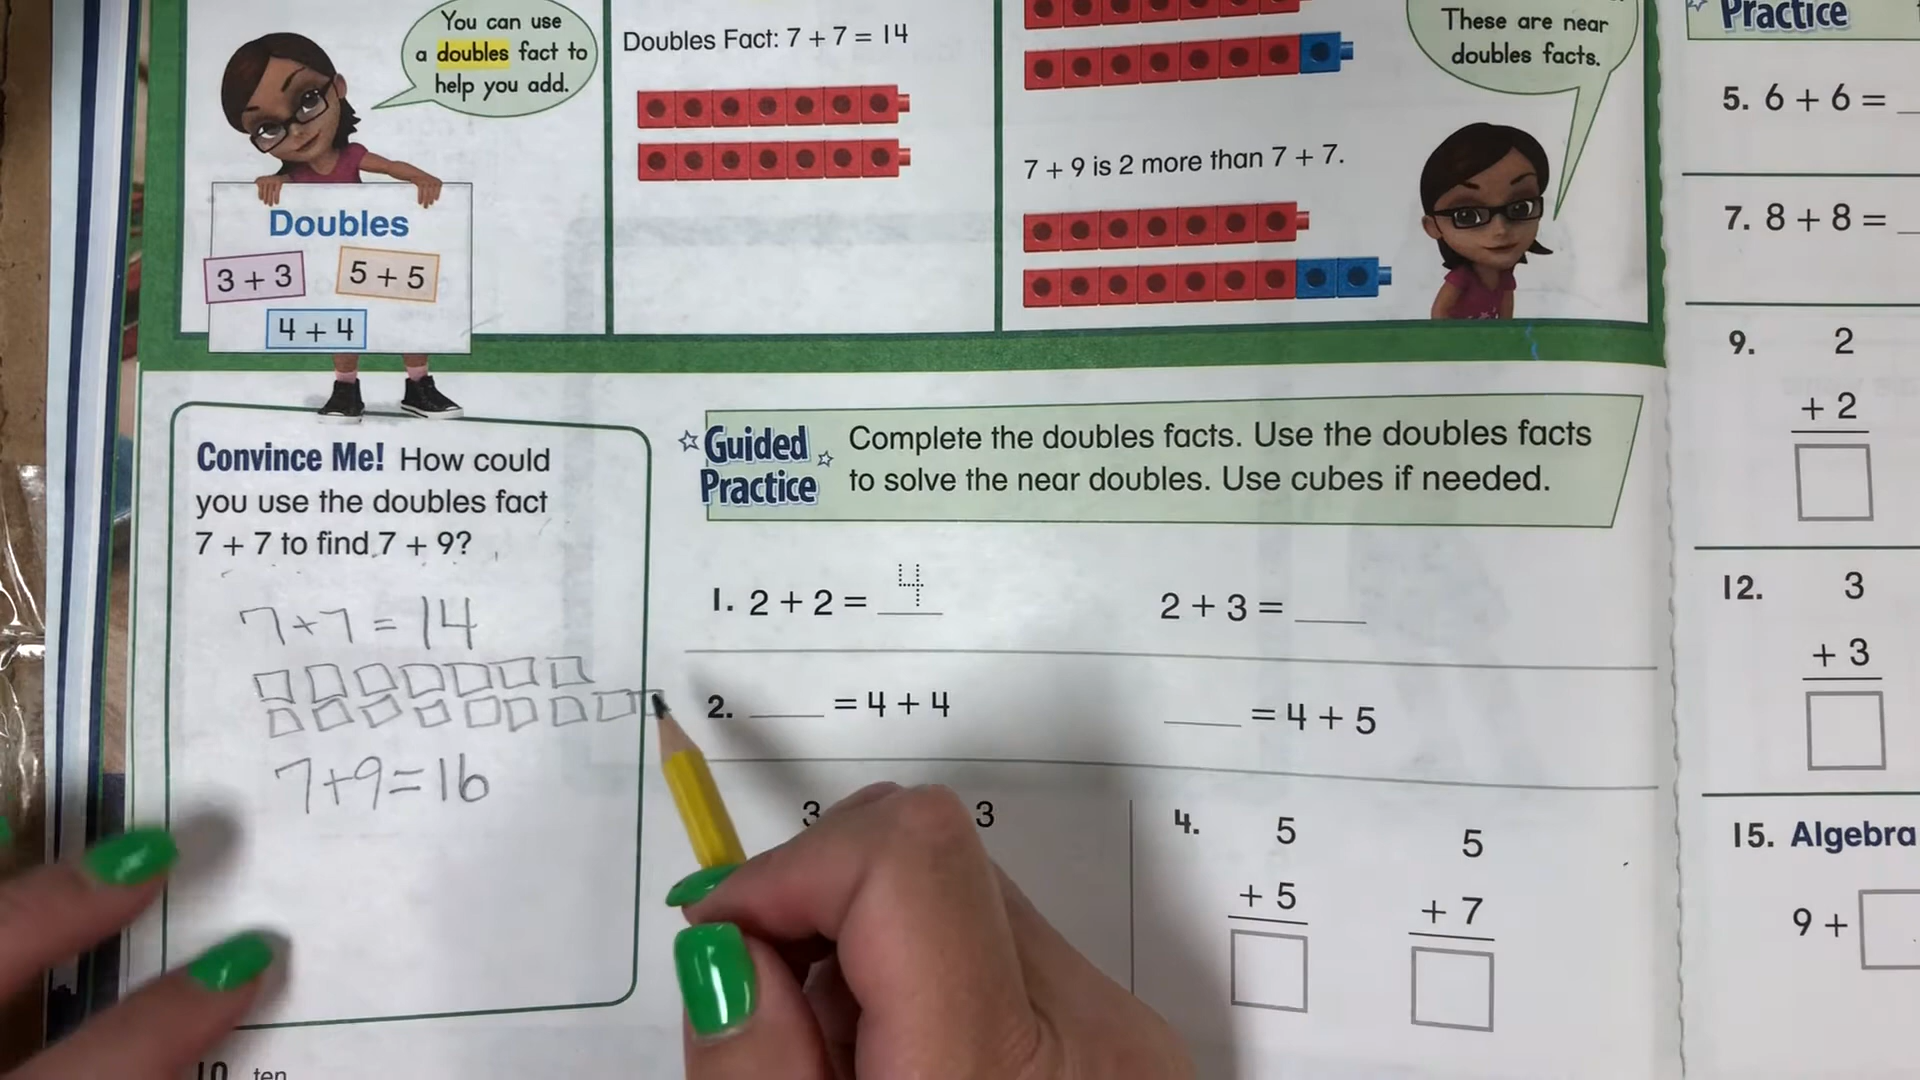 You can use
a doubles fact to
help you add.
Doubles
3 + 3
5 + 5
4 + 4
Doubles Fact: 7 + 7 = 14
7 + 9 is 2 more than 7 + 7.
These are near
doubles facts.
Convince Me! How could
you use the doubles fact
7 + 7 to find 7 + 9?
7+7 = 14
7+9=16
10 ten
Guided
Practice
Complete the doubles facts. Use the doubles facts
to solve the near doubles. Use cubes if needed.
1. 2 + 2 = 4
2 + 3 = ____
2. ____ = 4 + 4
____ = 4 + 5
3
3
4. 5
+ 5
5
+ 7
Practice
5. 6 + 6 = _
7. 8 + 8 = _
9. 2
+ 2
12. 3
+ 3
15. Algebra
9 +